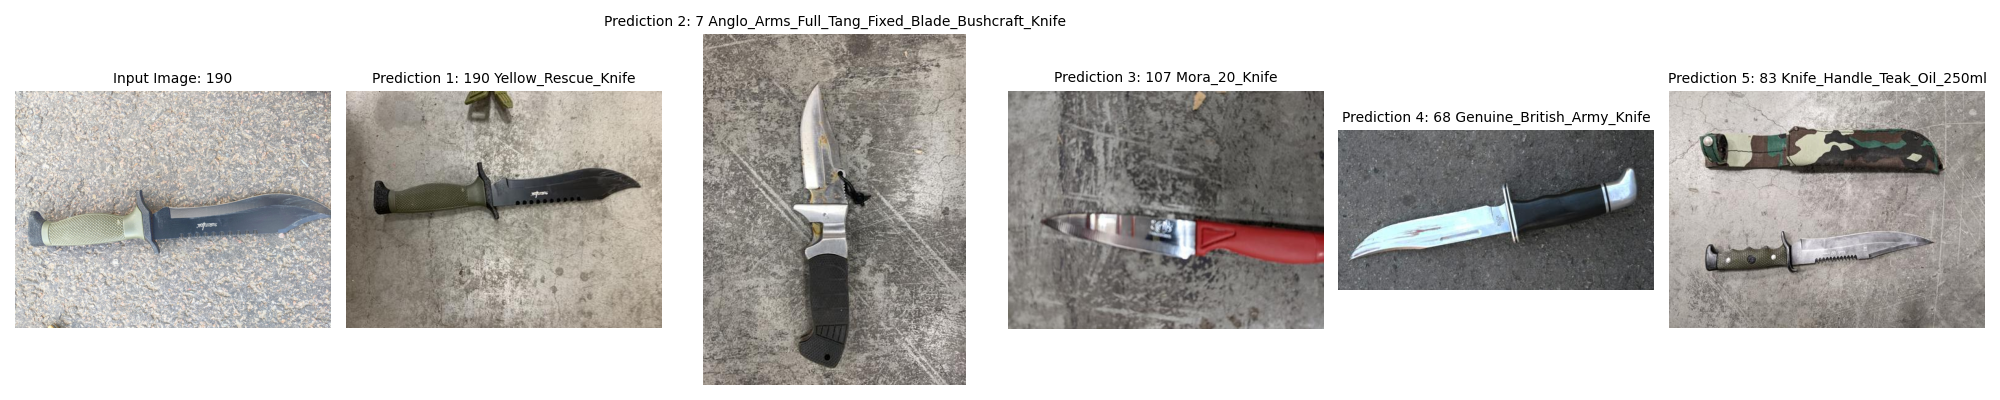 Prediction 2: 7 Anglo_Arms_Full_Tang_Fixed_Blade_Bushcraft_Knife
Input Image: 190
Prediction 1: 190 Yellow_Rescue_Knife
Prediction 3: 107 Mora_20_Knife
Prediction 5: 83 Knife_Handle_Teak_Oil_250ml
Prediction 4: 68 Genuine_British_Army_Knife